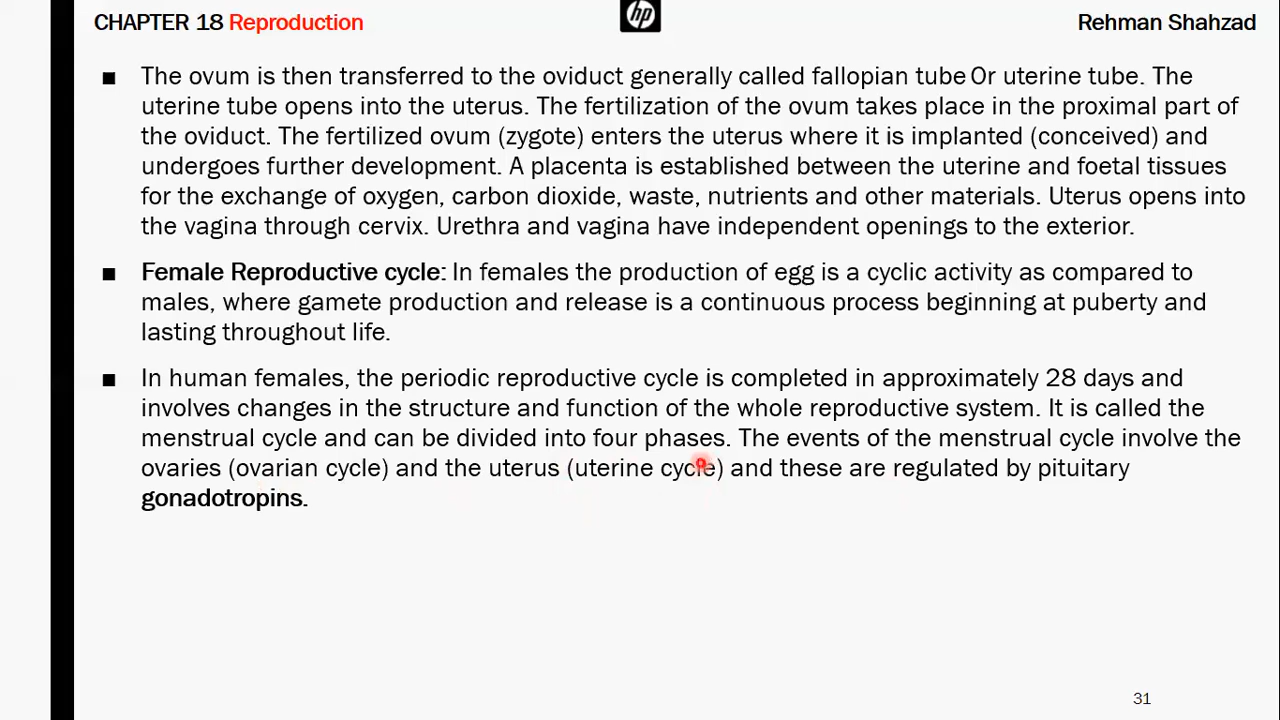 CHAPTER 18 Reproduction
hp
Rehman Shahzad
■ The ovum is then transferred to the oviduct generally called fallopian tube Or uterine tube. The
uterine tube opens into the uterus. The fertilization of the ovum takes place in the proximal part of
the oviduct. The fertilized ovum (zygote) enters the uterus where it is implanted (conceived) and
undergoes further development. A placenta is established between the uterine and foetal tissues
for the exchange of oxygen, carbon dioxide, waste, nutrients and other materials. Uterus opens into
the vagina through cervix. Urethra and vagina have independent openings to the exterior.
■ Female Reproductive cycle: In females the production of egg is a cyclic activity as compared to
males, where gamete production and release is a continuous process beginning at puberty and
lasting throughout life.
■ In human females, the periodic reproductive cycle is completed in approximately 28 days and
involves changes in the structure and function of the whole reproductive system. It is called the
menstrual cycle and can be divided into four phases. The events of the menstrual cycle involve the
ovaries (ovarian cycle) and the uterus (uterine cycle) and these are regulated by pituitary
gonadotropins.
31